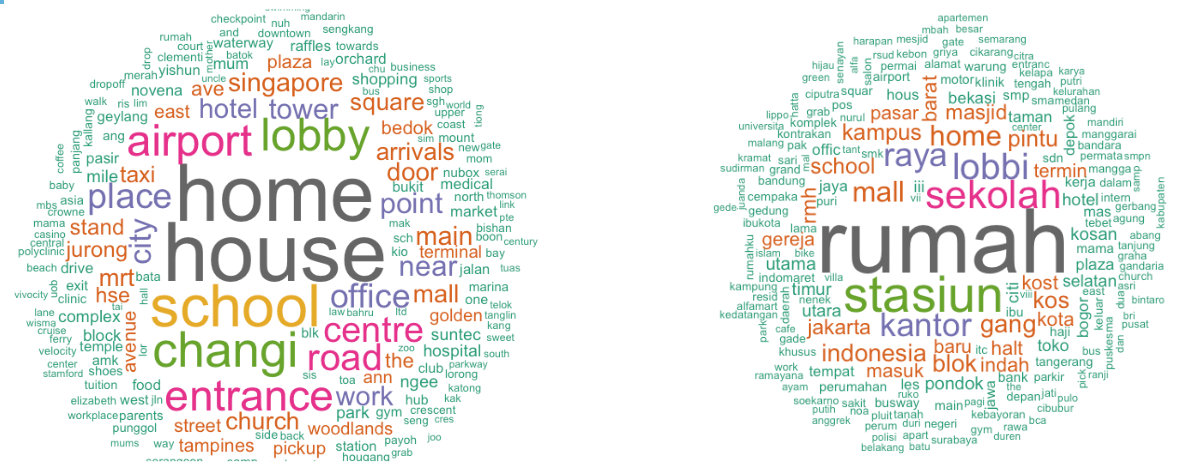 checkpoint nuh mandarin
and downtown swimming sengkang
rumah waterway raffles towards
court
clementi batok mum plaza lay orchard
drop mother
merah yishun uncle singapore chu business
dropoff ave bus shopping sports
novena shop
walk ris lim east hotel tower square sgh world
geylang upper
kallang ang airport lobby bedok coast tiong
panjang sim mount
coffee pasir arrivals new gate
mile taxi home door nubox mom serai
baby bukit medical
asia place point north thomson
mbs crowne market link
mama stand city house mak pte
casino sch main bishan
central jurong kio boon century
polyclinic terminal bay
beach drive mrt bata near jalan tuas
vivocity uob exit hse hall school office mall marina
clinic tai one telok
lane complex law bahru ltd golden tanglin
wisma blk centre kang
cruise block avenue changi suntec sweet
ferry temple lor road zoo
velocity amk the hospital south
center shoes sis club parkway
stamford toa ann ngee lorong
tuition food katong
elizabeth west jln entrance work hub kak
workplace parents park gym crescent
punggol street church seng cres
mums way side back woodlands
tampines pickup station payoh joo
hougang grab
apartemen
mbah besar
harapan mesjid gate semarang
senayan rsud kebon griya cikarang citra
hijau alfa salon permai alamat warung entranc
green airport barat motor klinik kelapa karya
tengah putri
ciputra squar hous bekasi smp kelurahan
lippo hatta grab pos pasar masjid taman smamedan
komplek nurul pulang
universita kontrakan kampus home pintu center depok mandiri
malang pak offic tant smk raya lobbi manggarai
kramat sari school sdn bandara
sudirman grand mal termin mangga permata smpn
bandung jaya mall iii sekolah kerja dalam samp
juanda cempaka rmh puri vii hotel intern kabupaten
gede gedung mas gerbang
ibukota lama rumah tebet agung
rumahku gereja kosan abang
islam bike mama tanjung
utama plaza graha
indomaret villa gandaria
kampung timur stasiun kost selatan church
resid nenek citi viii east asri
alfamart daerah utara kos bogor keluar dua bintaro
kedatangan ibu
park cafe jakarta kantor gang kota haji bri
gade pusat
khusus indonesia baru itc halt toko bus puskesma dan
work tempat masuk blok indah tangerang
ramayana bank parkir pick ranji
ayam perumahan les pondok jawa the
soekarno sakit ruko depan jati pulo
putih noa busway main pagi cibubur
anggrek pluit tanah kebayoran
perum duri negeri gym rawa bca
polisi apart surabaya duren
belakang batu